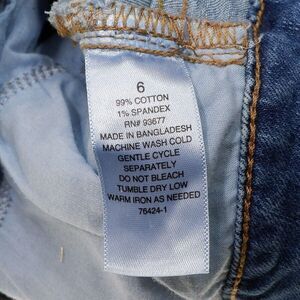 6
99% COTTON
1% SPANDEX
RN# 93677
MADE IN BANGLADESH
MACHINE WASH COLD
GENTLE CYCLE
SEPARATELY
DO NOT BLEACH
TUMBLE DRY LOW
WARM IRON AS NEEDED
76424-1